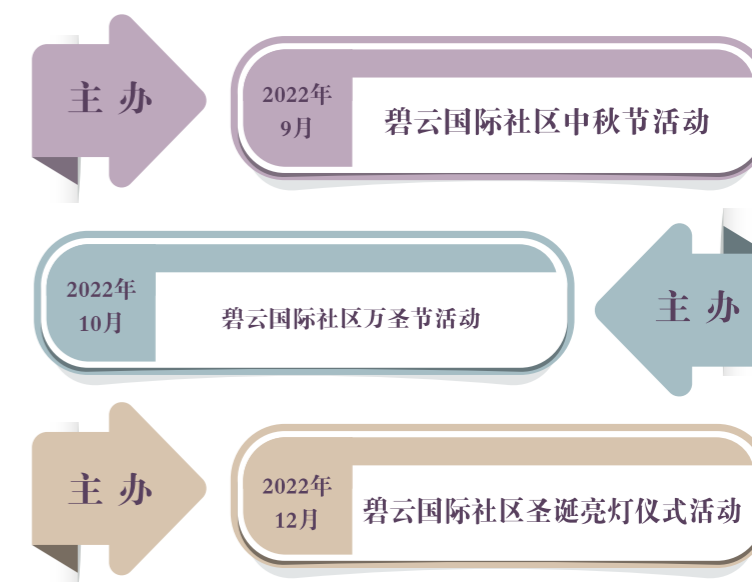 主办
2022年
9月
碧云国际社区中秋节活动
2022年
10月
碧云国际社区万圣节活动
主办
主办
2022年
12月
碧云国际社区圣诞亮灯仪式活动